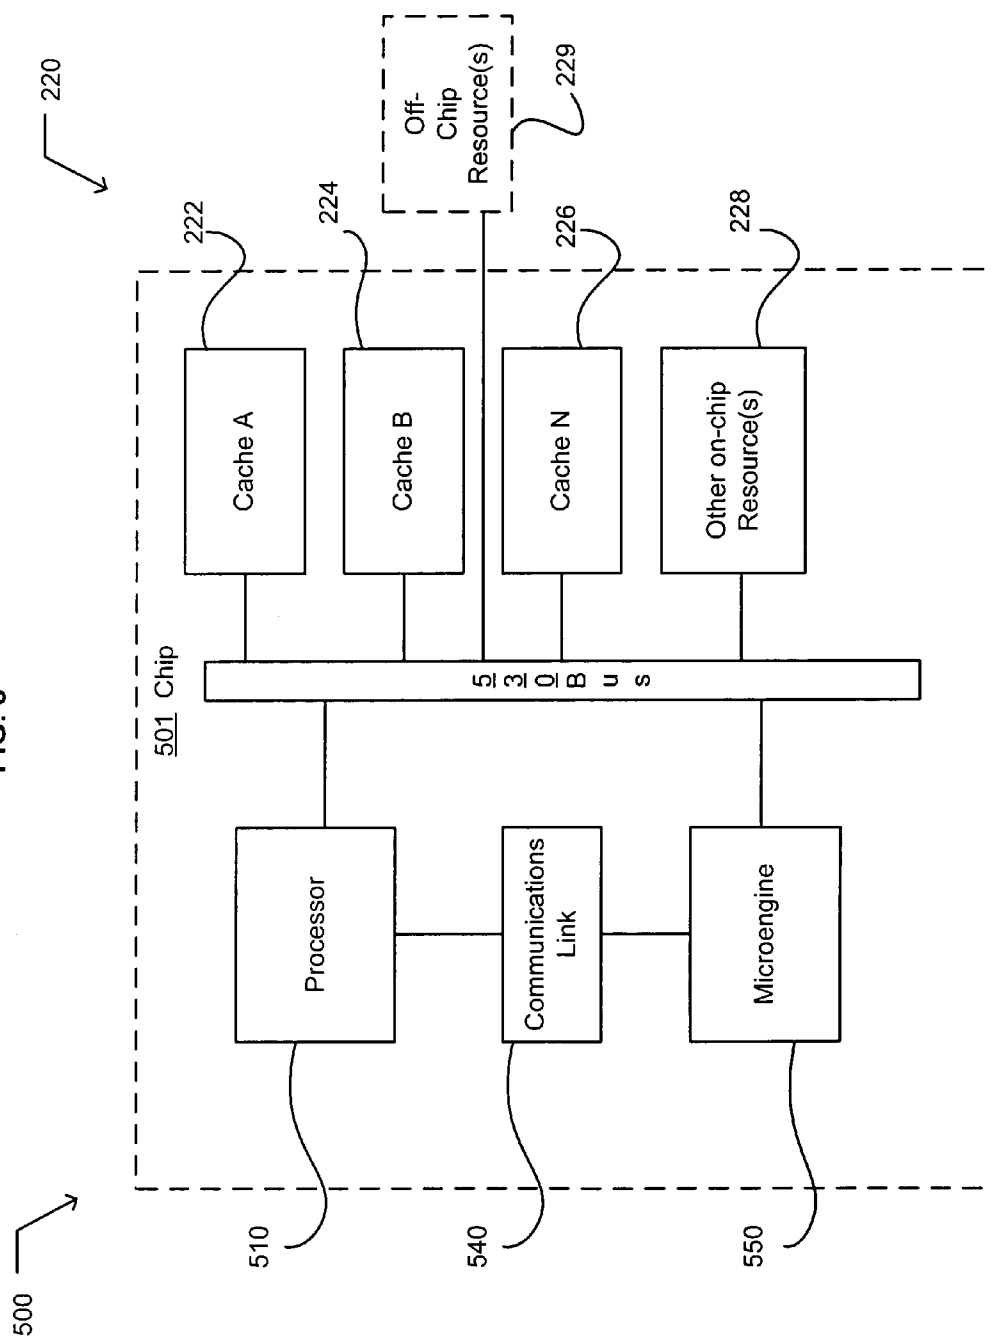 500
220
501 Chip
222
Cache A
510
Processor
224
Cache B
Off-
Chip
Resource(s)
229
530 Bus
540
Communications
Link
Cache N
226
550
Microengine
Other on-chip
Resource(s)
228